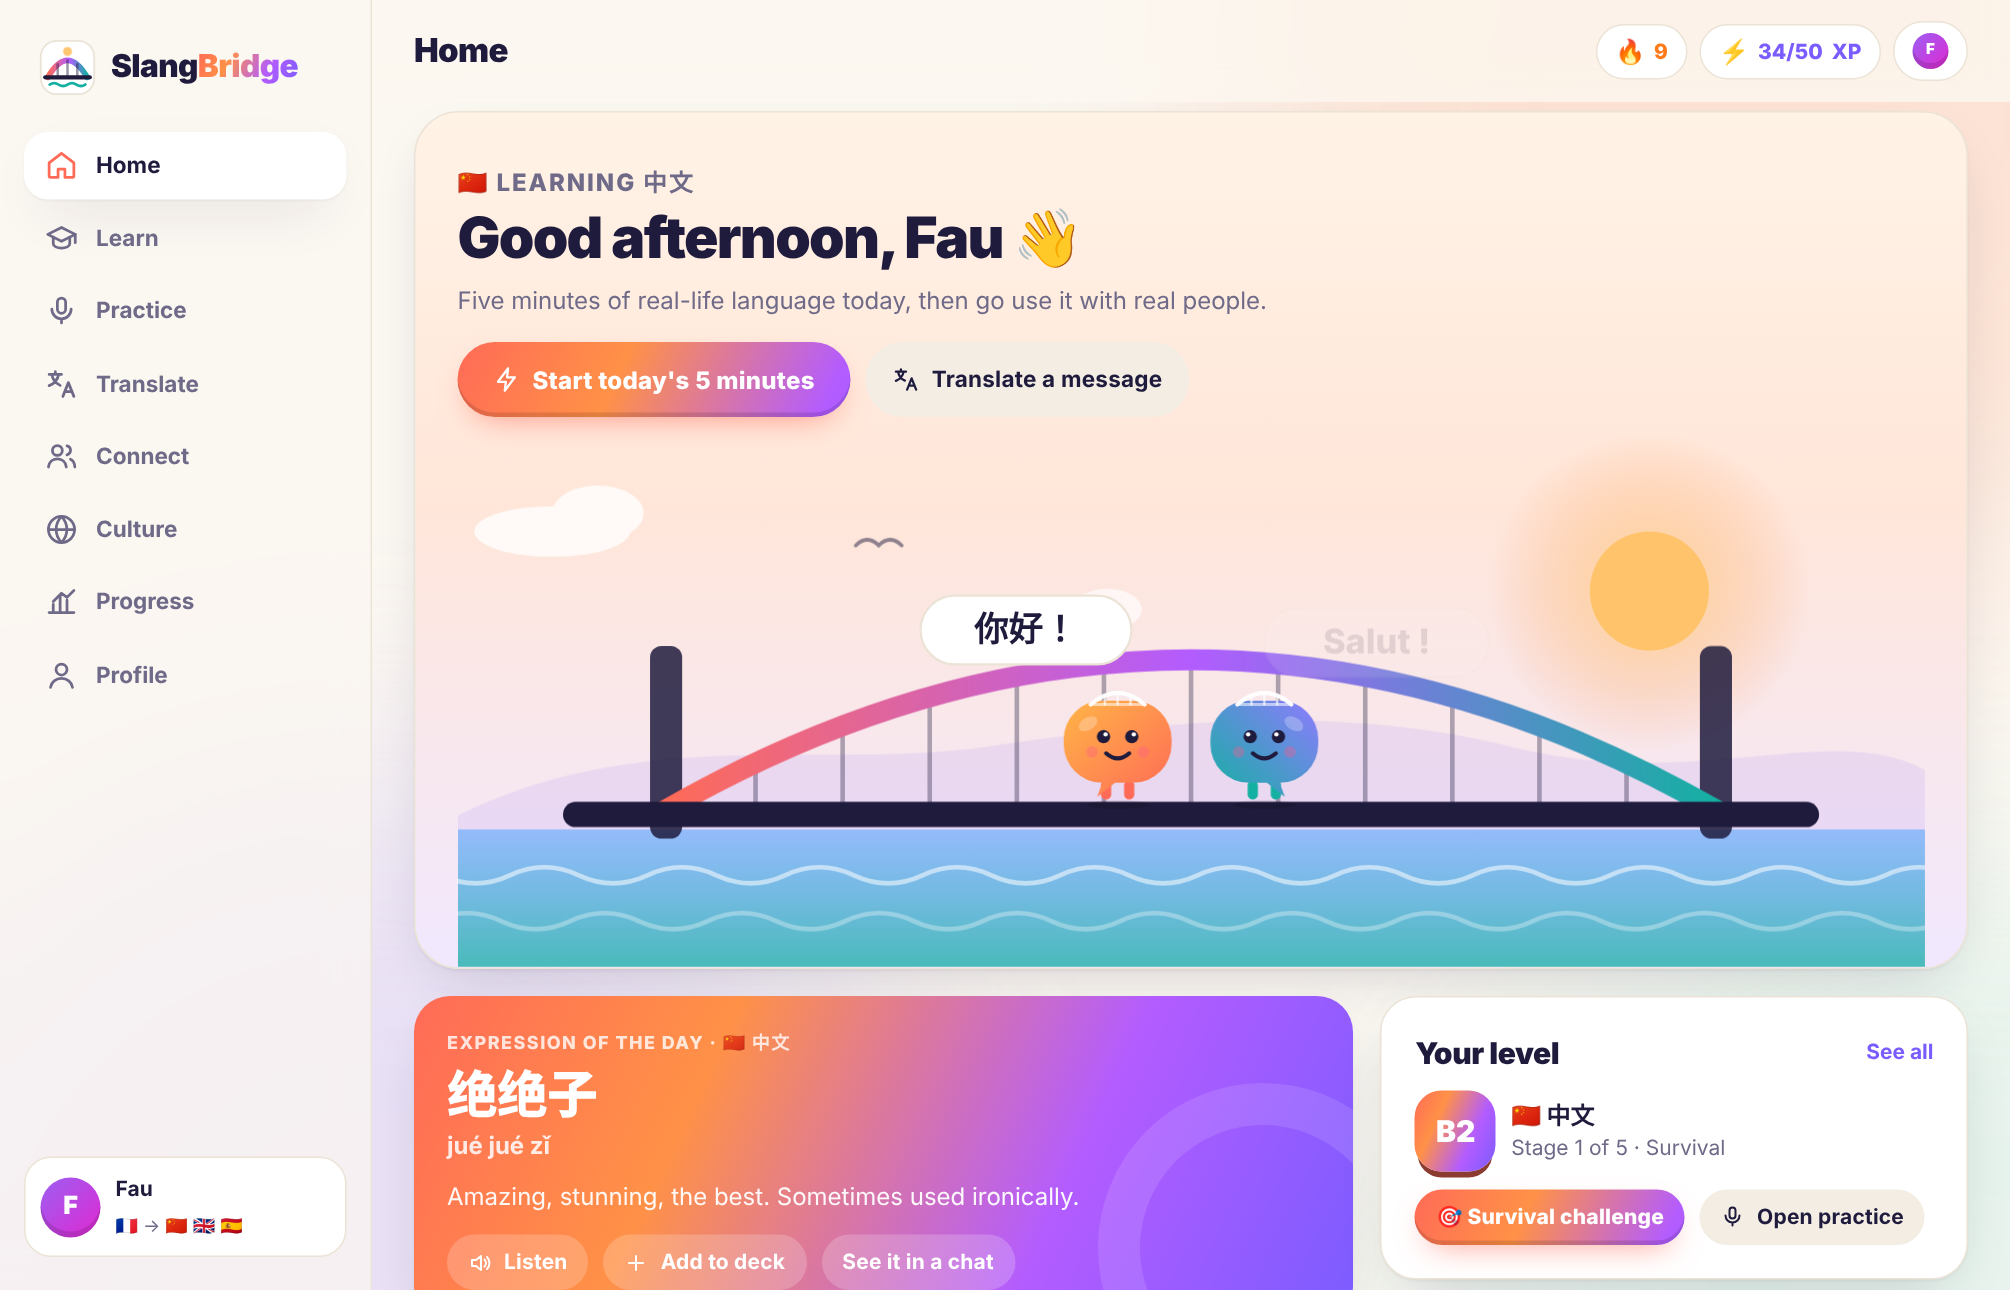 SlangBridge
Home
Learn
Practice
Translate
Connect
Culture
Progress
Profile
F
Fau
Home
9
34/50 XP
F
LEARNING 中文
Good afternoon, Fau
Five minutes of real-life language today, then go use it with real people.
Start today's 5 minutes
Translate a message
你好！
Salut !
EXPRESSION OF THE DAY · 中文
绝绝子
jué jué zǐ
Amazing, stunning, the best. Sometimes used ironically.
Listen
Add to deck
See it in a chat
Your level
See all
B2
中文
Stage 1 of 5 · Survival
Survival challenge
Open practice